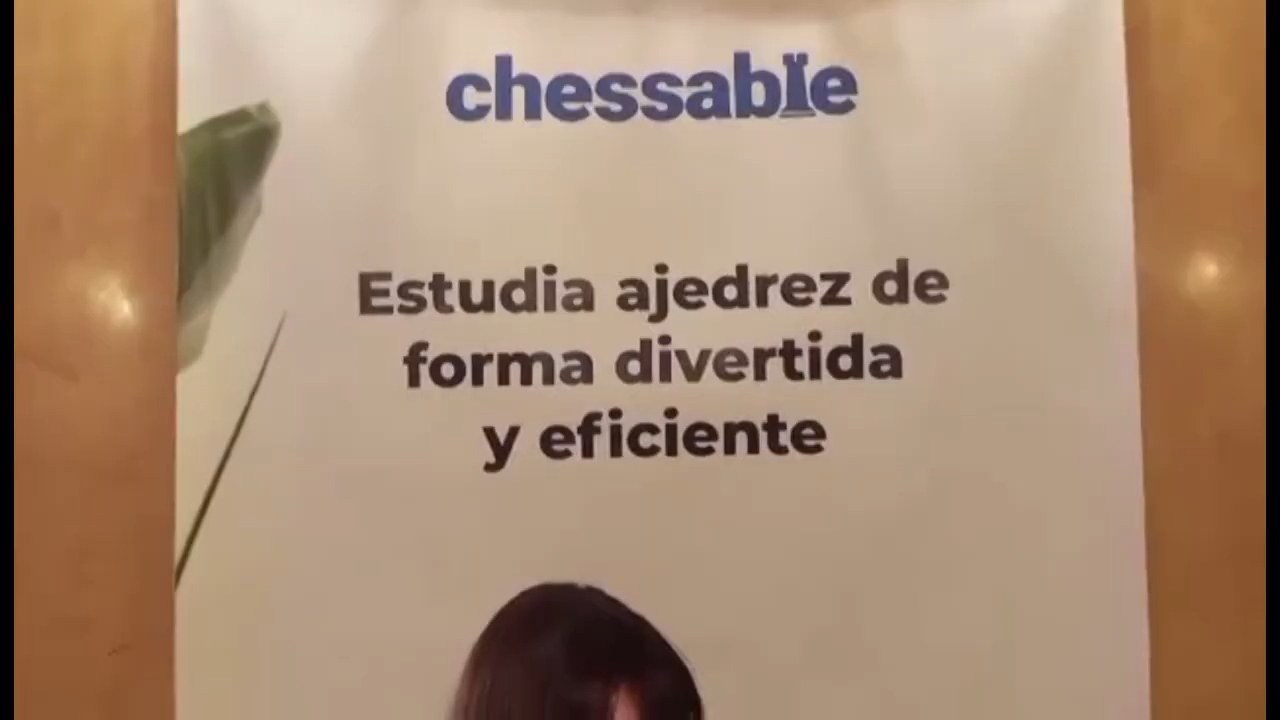 chessable
Estudia ajedrez de
forma divertida
y eficiente